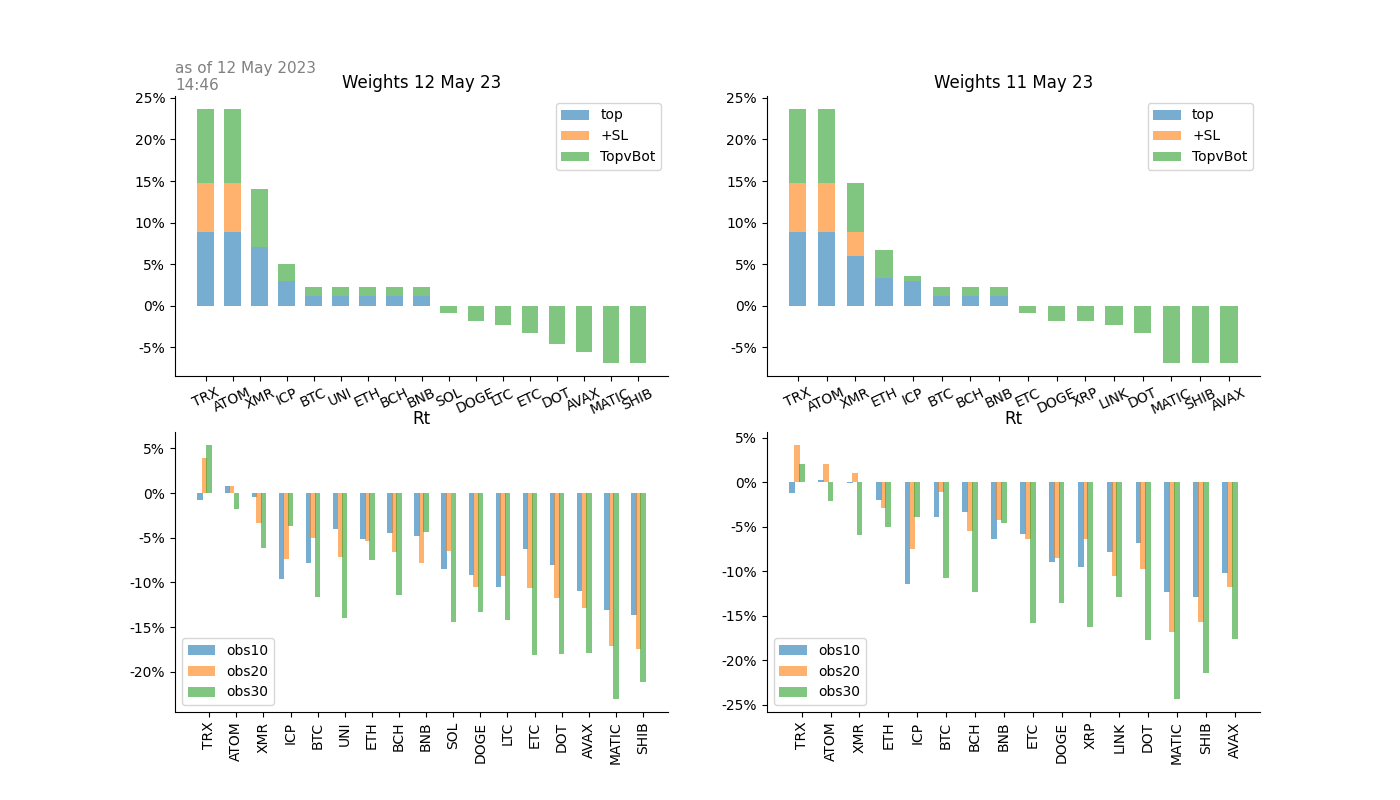 as of 12 May 2023
14:46
Weights 12 May 23
25%
20%
15%
10%
5%
0%
-5%
top
+SL
TopvBot
TRX ATOM XMR ICP BTC UNI ETH BCH BNB SOL DOGE LTC ETC DOT AVAX MATIC SHIB
Weights 11 May 23
25%
20%
15%
10%
5%
0%
-5%
top
+SL
TopvBot
TRX ATOM XMR ETH ICP BTC BCH BNB ETC DOGE XRP LINK DOT MATIC SHIB AVAX
Rt
5%
0%
-5%
-10%
-15%
-20%
obs10
obs20
obs30
TRX ATOM XMR ICP BTC UNI ETH BCH BNB SOL DOGE LTC ETC DOT AVAX MATIC SHIB
Rt
5%
0%
-5%
-10%
-15%
-20%
-25%
obs10
obs20
obs30
TRX ATOM XMR ETH ICP BTC BCH BNB ETC DOGE XRP LINK DOT MATIC SHIB AVAX